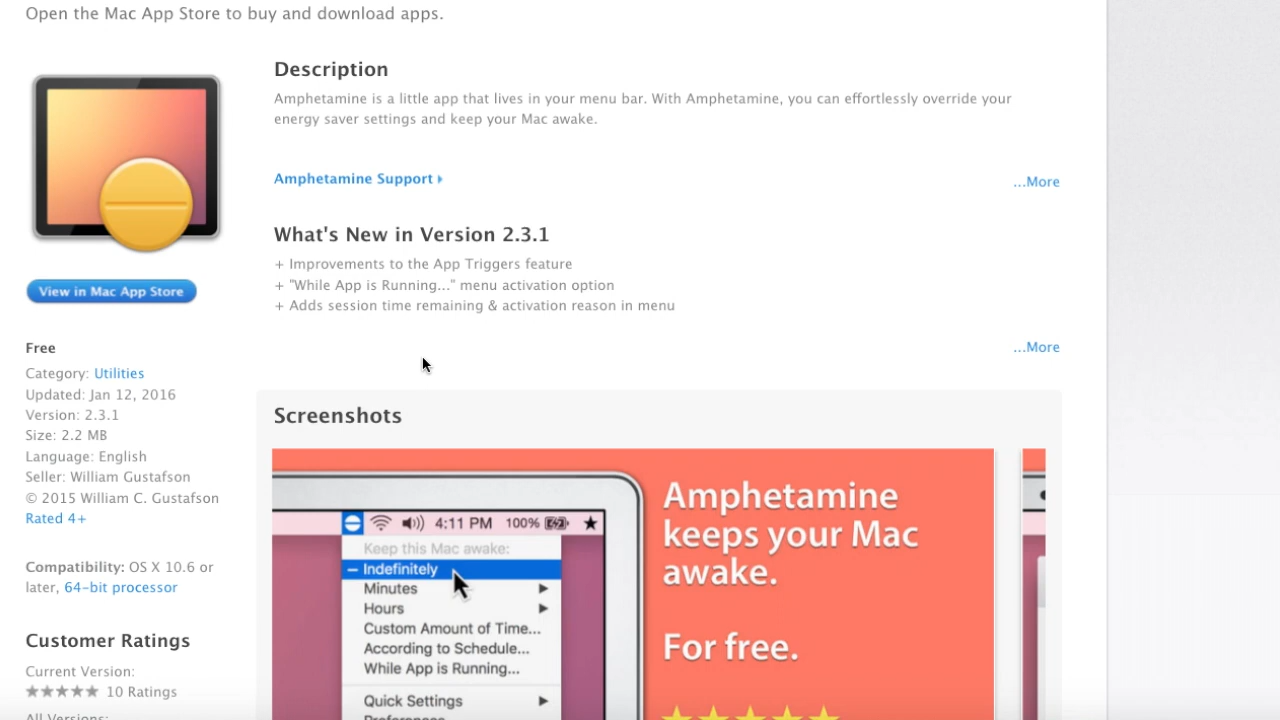 Open the Mac App Store to buy and download apps.
Description
Amphetamine is a little app that lives in your menu bar. With Amphetamine, you can effortlessly override your
energy saver settings and keep your Mac awake.
Amphetamine Support
...More
What's New in Version 2.3.1
+ Improvements to the App Triggers feature
+ "While App is Running..." menu activation option
+ Adds session time remaining & activation reason in menu
...More
View in Mac App Store
Free
Category: Utilities
Updated: Jan 12, 2016
Version: 2.3.1
Size: 2.2 MB
Language: English
Seller: William Gustafson
© 2015 William C. Gustafson
Rated 4+
Compatibility: OS X 10.6 or
later, 64-bit processor
Customer Ratings
Current Version:
★★★★★ 10 Ratings
All Versions:
Screenshots
4:11 PM 100%
Keep this Mac awake:
– Indefinitely
Minutes
Hours
Custom Amount of Time...
According to Schedule...
While App is Running...
Quick Settings
Preferences...
Amphetamine
keeps your Mac
awake.
For free.